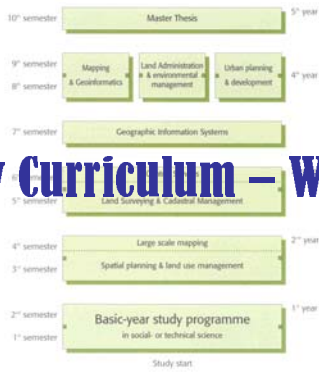 10th semester
Master Thesis
5th year
9th semester
8th semester
Mapping
& Geoinformatics
Land Administration
& environmental
management
Urban planning
& development
4th year
7th semester
Geographic Information Systems
Curriculum – W
5th semester
Land Surveying & Cadastral Management
4th semester
Large scale mapping
2nd year
3rd semester
Spatial planning & land use management
2nd semester
Basic-year study programme
1st year
1st semester
in social- or technical science
Study start